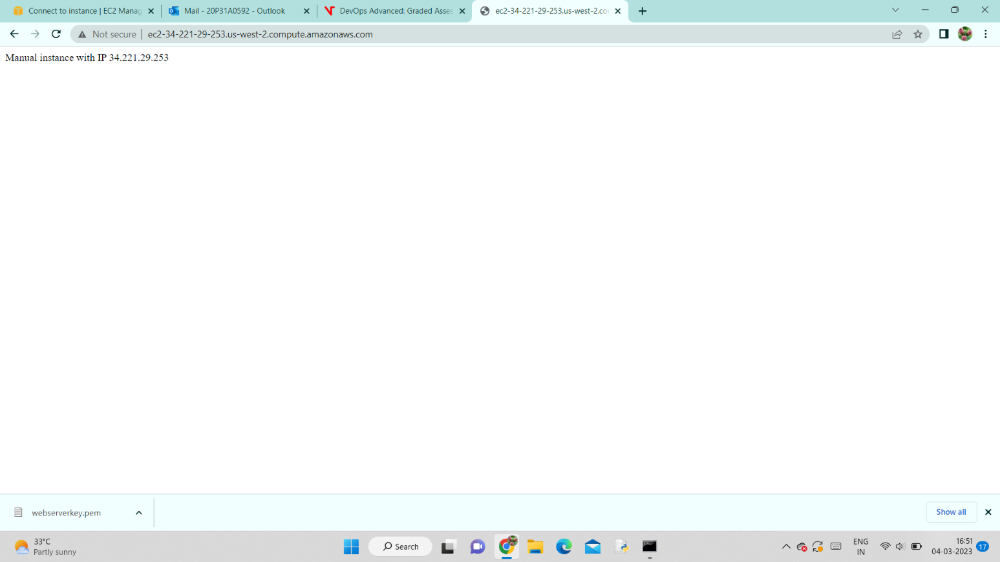 Connect to instance | EC2 Manag
Mail - 20P31A0592 - Outlook
DevOps Advanced: Graded Asses
ec2-34-221-29-253.us-west-2.co
Not secure
ec2-34-221-29-253.us-west-2.compute.amazonaws.com
Manual instance with IP 34.221.29.253
webserverkey.pem
Show all
33°C
Partly sunny
Search
ENG
IN
16:51
04-03-2023
17